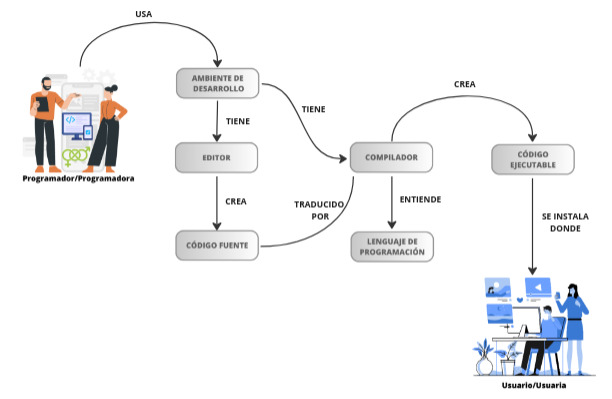 USA
AMBIENTE DE
DESARROLLO
TIENE
TIENE
CREA
EDITOR
COMPILADOR
CÓDIGO
EJECUTABLE
Programador/Programadora
CREA
TRADUCIDO
POR
ENTIENDE
SE INSTALA
DONDE
CÓDIGO FUENTE
LENGUAJE DE
PROGRAMACIÓN
Usuario/Usuaria